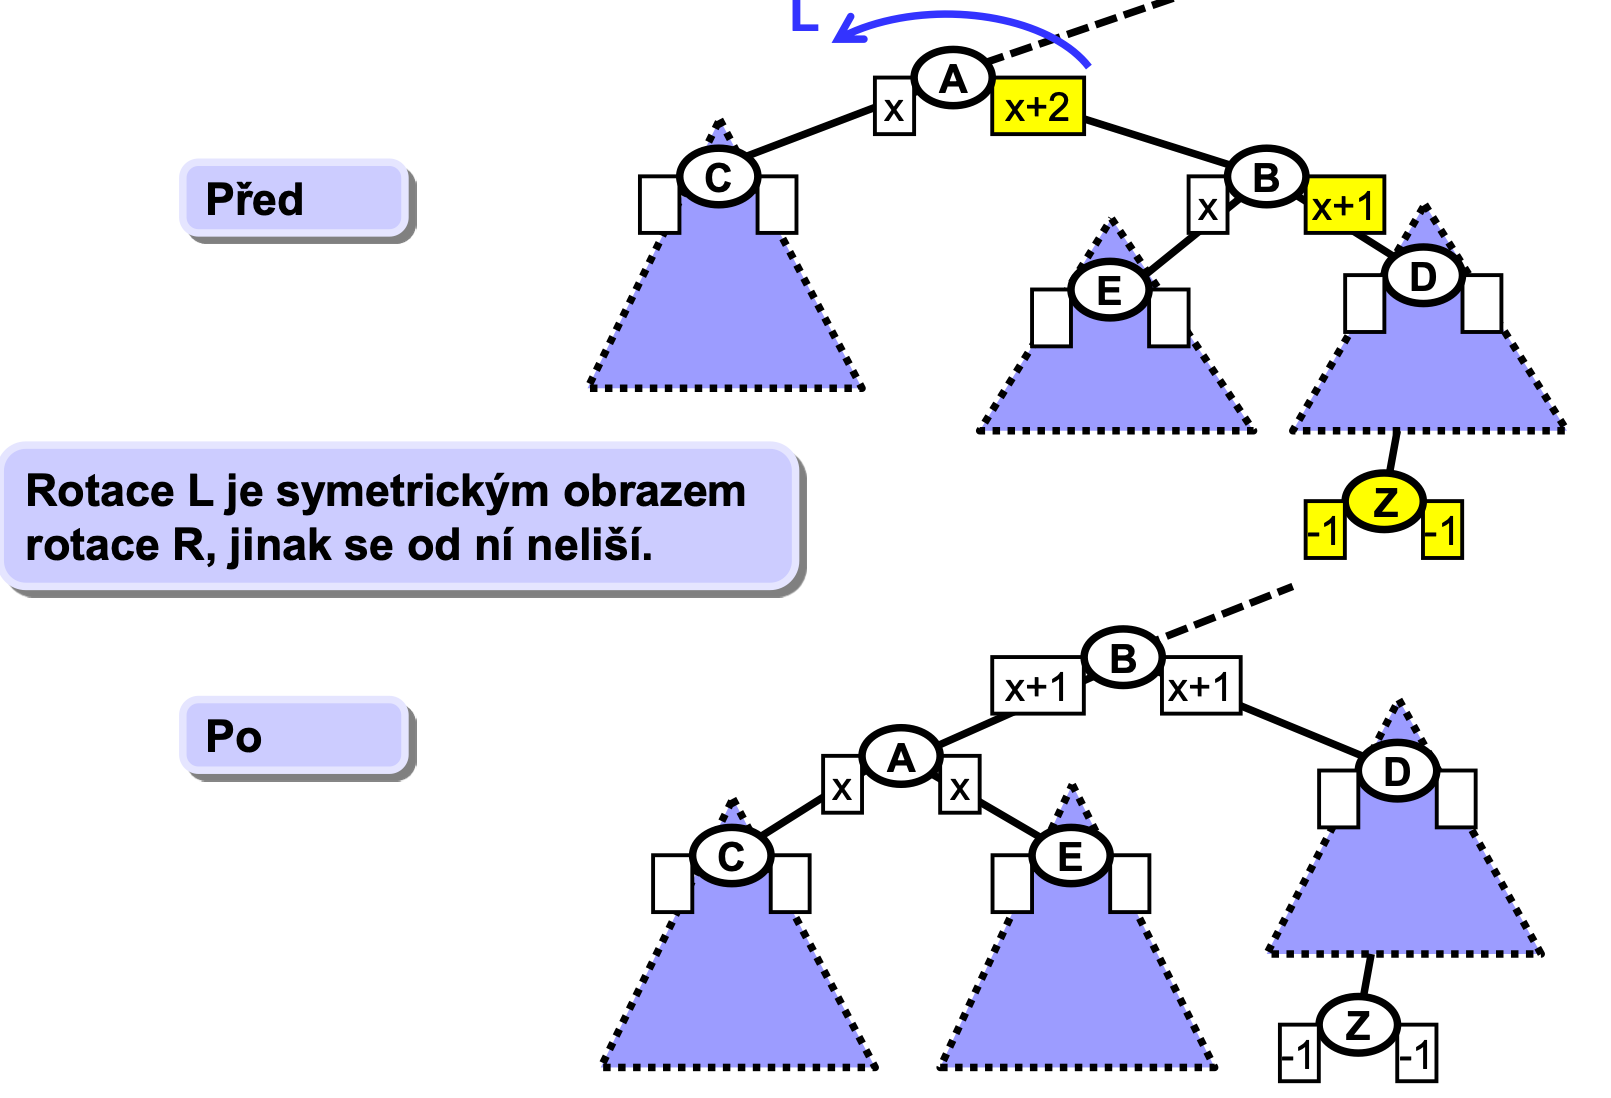 L
A
x
x+2
Před
C
B
x
x+1
E
D
Rotace L je symetrickým obrazem
rotace R, jinak se od ní neliší.
Z
-1
-1
B
x+1
x+1
Po
A
x
x
D
C
E
Z
-1
-1